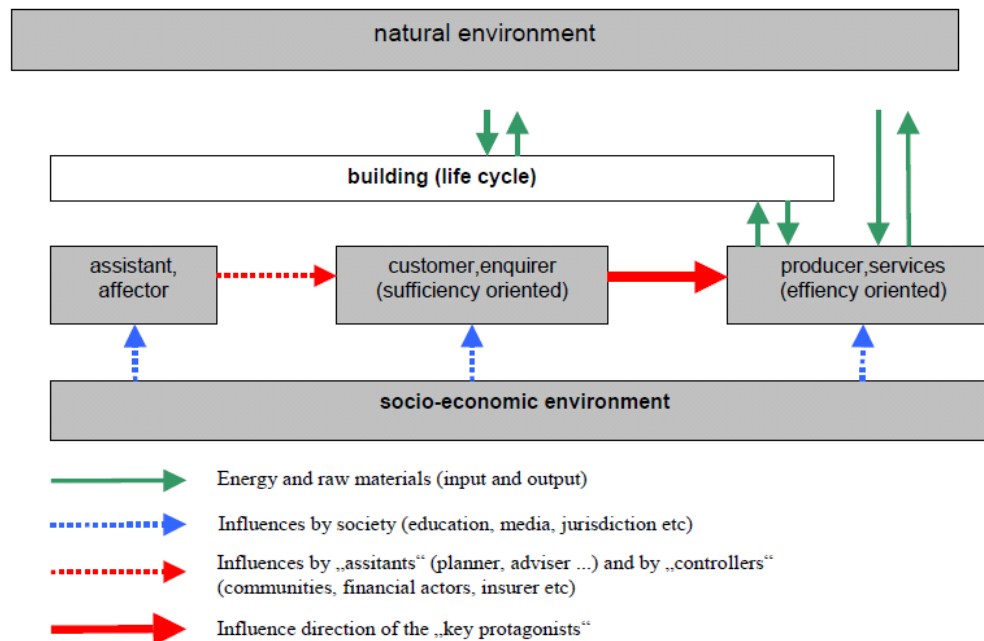 natural environment
building (life cycle)
assistant,
affector
customer,enquirer
(sufficiency oriented)
producer,services
(effiency oriented)
socio-economic environment
Energy and raw materials (input and output)
Influences by society (education, media, jurisdiction etc)
Influences by „assitants“ (planner, adviser ...) and by „controllers“
(communities, financial actors, insurer etc)
Influence direction of the „key protagonists“